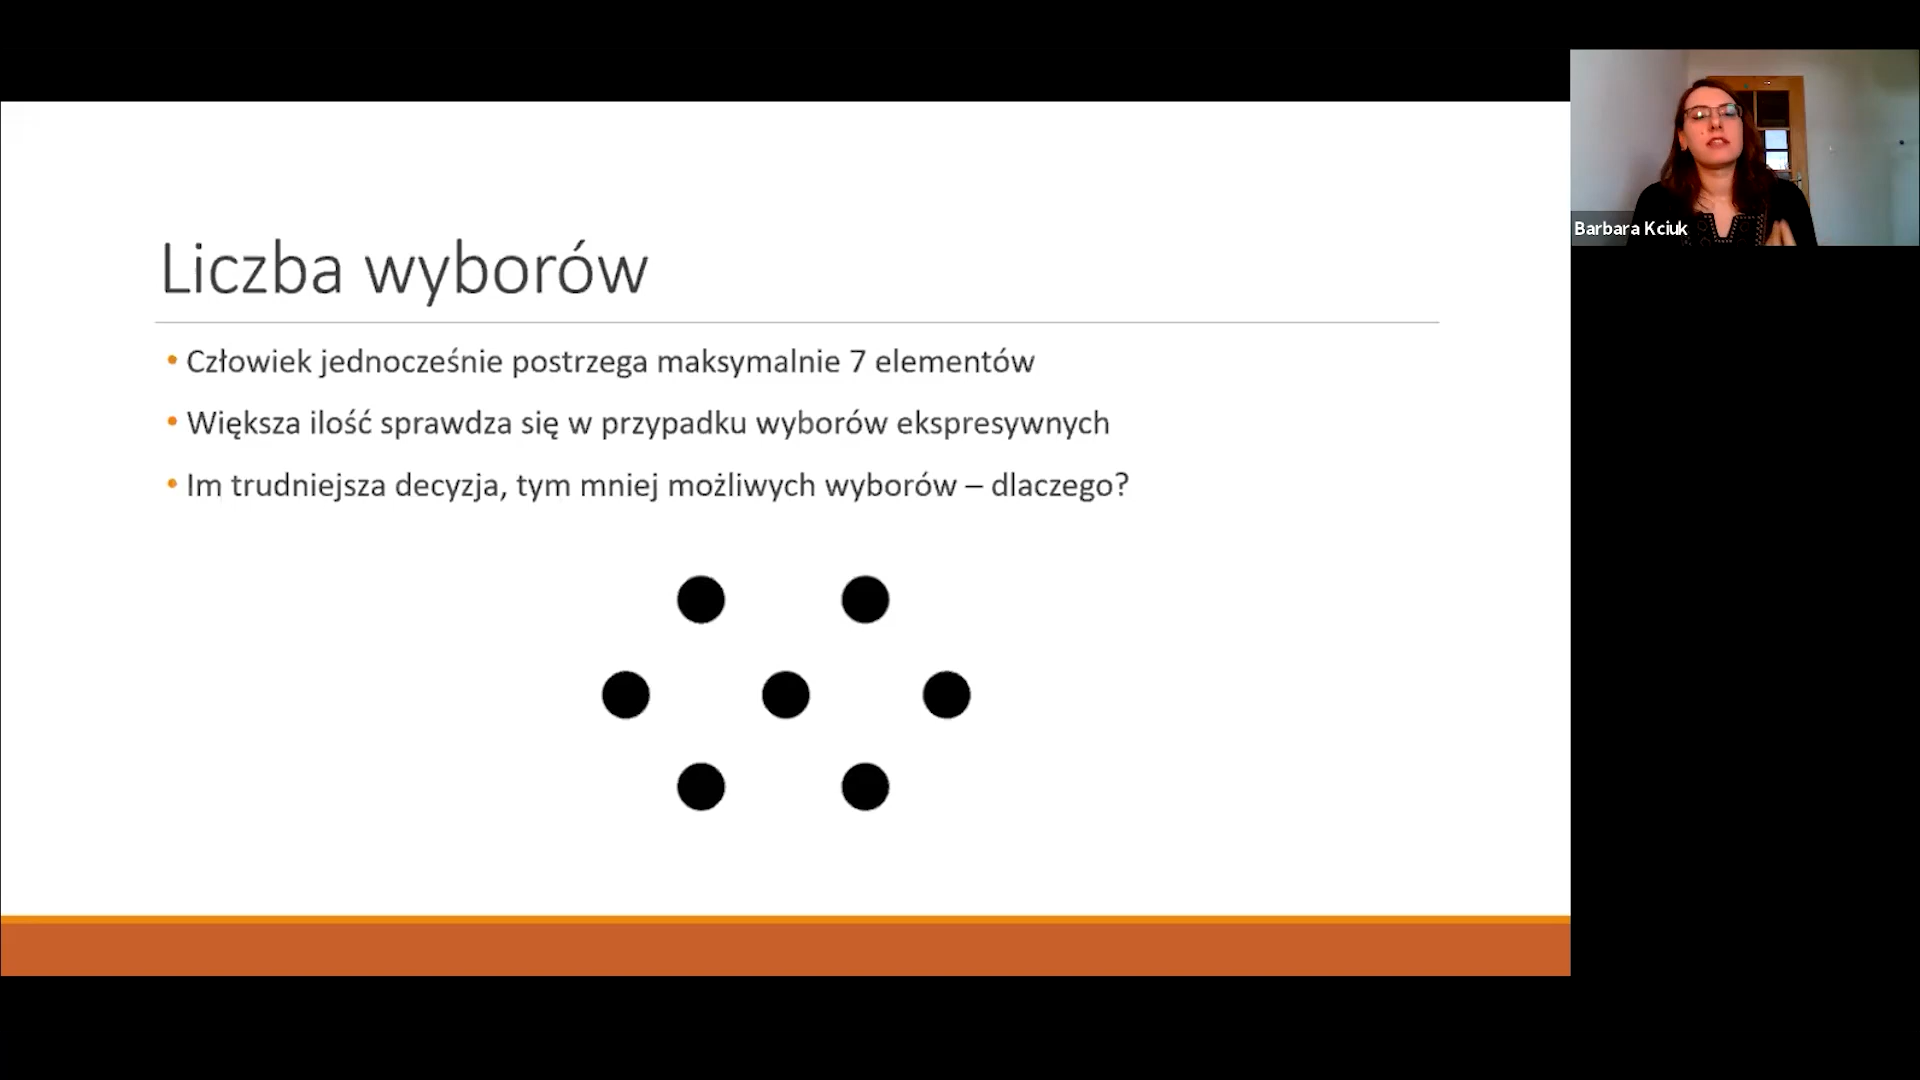 Liczba wyborów
• Człowiek jednocześnie postrzega maksymalnie 7 elementów
• Większa ilość sprawdza się w przypadku wyborów ekspresywnych
• Im trudniejsza decyzja, tym mniej możliwych wyborów – dlaczego?
Barbara Kciuk